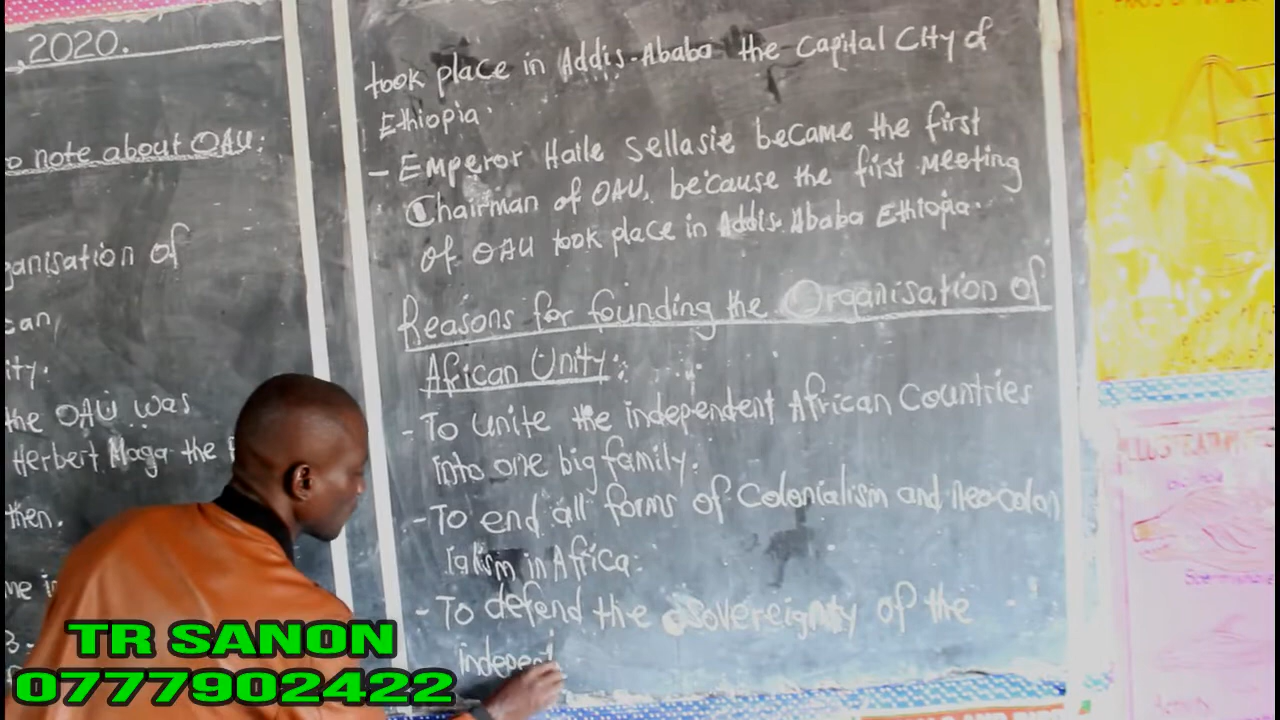 , 2020.
o note about OAU:
ganisation of
can,
ity.
the OAU was
Herbert Maga the
then.
me in
3-
took place in Addis-Ababa the Capital City of
Ethiopia.
- Emperor Haile Sellasie became the first
Chairman of OAU, because the first meeting
of OAU took place in Addis-Ababa Ethiopia.
Reasons for founding the Organisation of
African Unity:
- To unite the independent African Countries
into one big family.
- To end all forms of Colonialism and neo-colon
ialism in Africa.
- To defend the sovereignty of the
indepen
TR SANON
0777902422